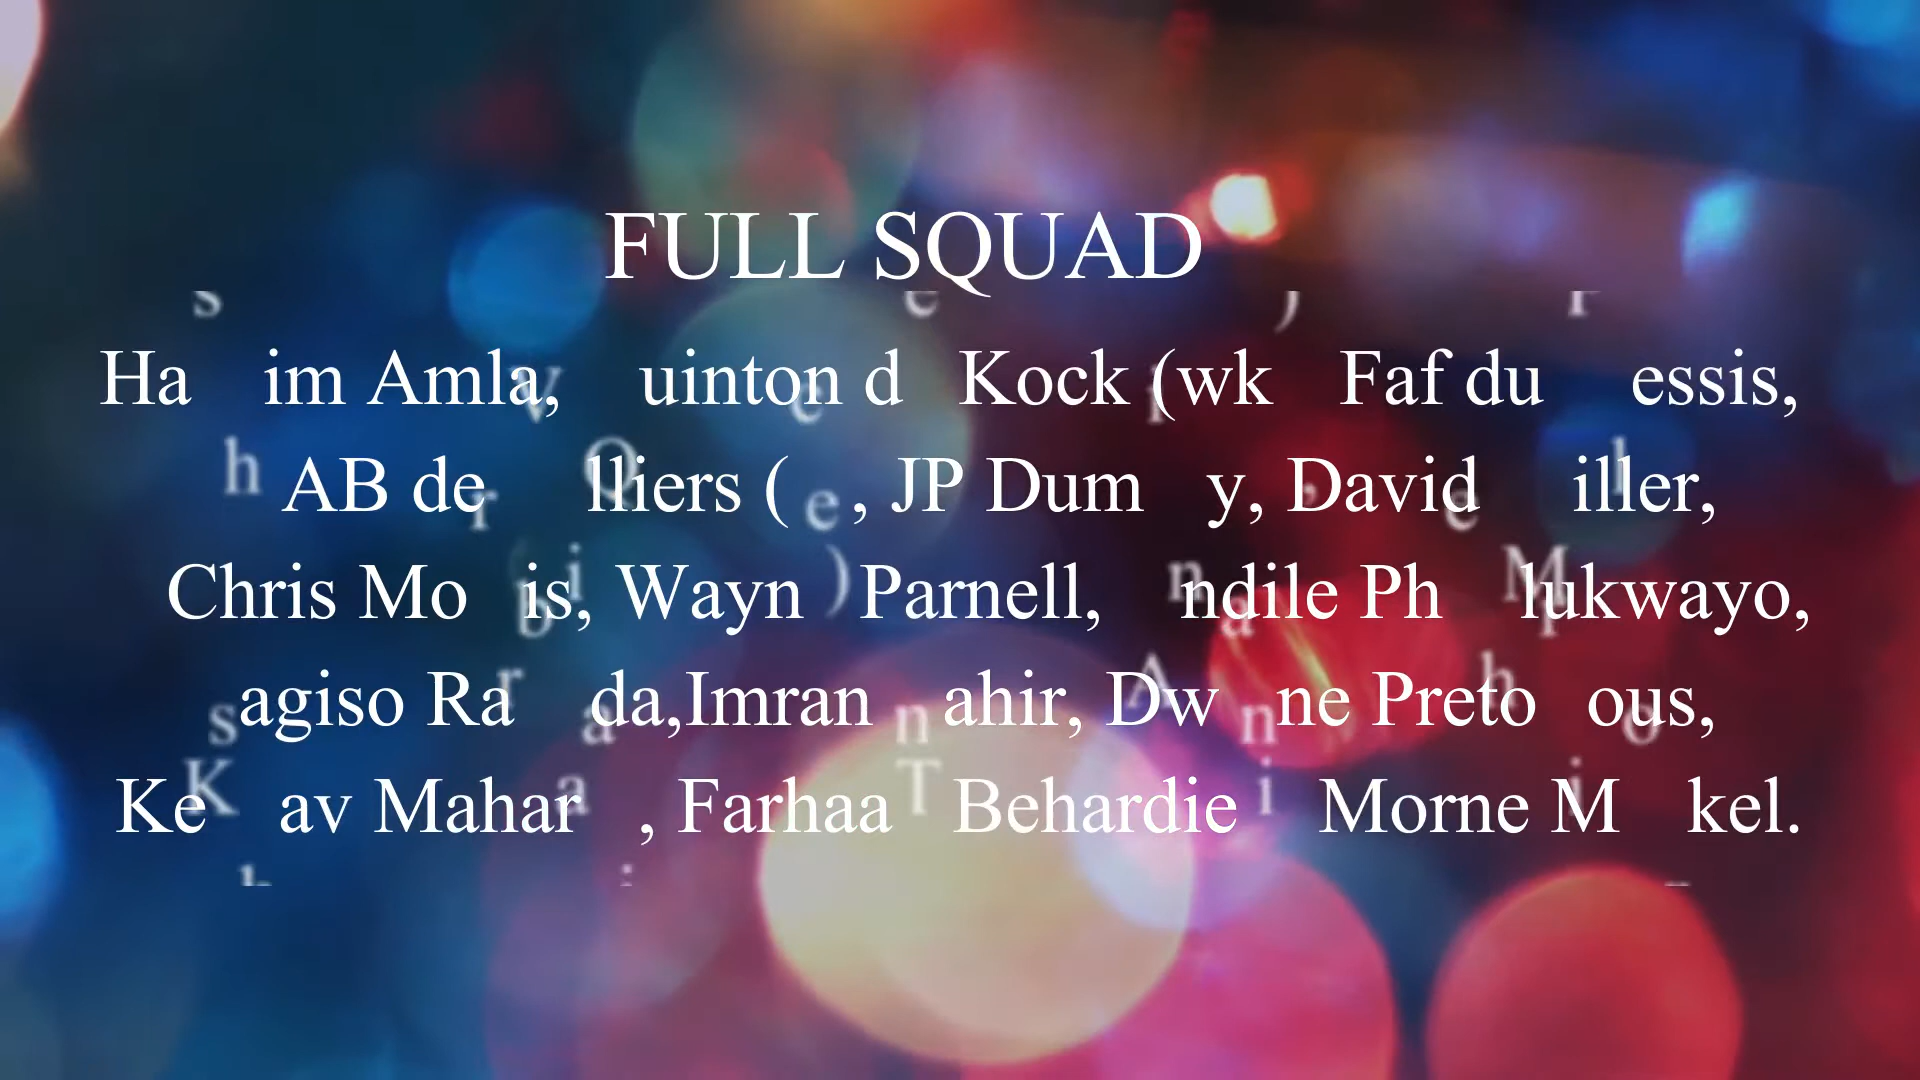 FULL SQUAD
Ha im Amla, uinton d Kock (wk Faf du essis,
AB de lliers ( , JP Dum y, David iller,
Chris Mo is, Wayn Parnell, ndile Ph lukwayo,
agiso Ra da,Imran ahir, Dw ne Preto ous,
Ke av Mahar , Farhaa Behardie Morne M kel.